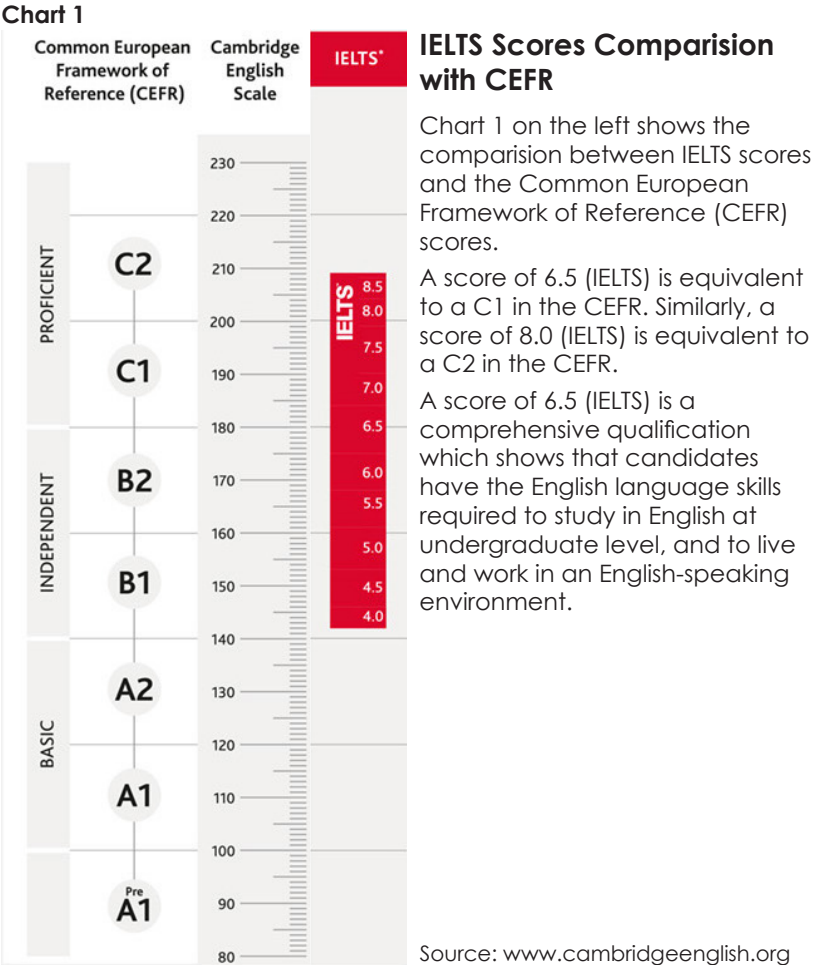 Chart 1
Common European
Framework of
Reference (CEFR)
Cambridge
English
Scale
IELTS*
230
220
210
200
190
180
170
160
150
140
130
120
110
100
90
80
PROFICIENT
INDEPENDENT
BASIC
C2
C1
B2
B1
A2
A1
Pre
A1
IELTS
8.5
8.0
7.5
7.0
6.5
6.0
5.5
5.0
4.5
4.0
IELTS Scores Comparision
with CEFR
Chart 1 on the left shows the
comparision between IELTS scores
and the Common European
Framework of Reference (CEFR)
scores.
A score of 6.5 (IELTS) is equivalent
to a C1 in the CEFR. Similarly, a
score of 8.0 (IELTS) is equivalent to
a C2 in the CEFR.
A score of 6.5 (IELTS) is a
comprehensive qualification
which shows that candidates
have the English language skills
required to study in English at
undergraduate level, and to live
and work in an English-speaking
environment.
Source: www.cambridgeenglish.org